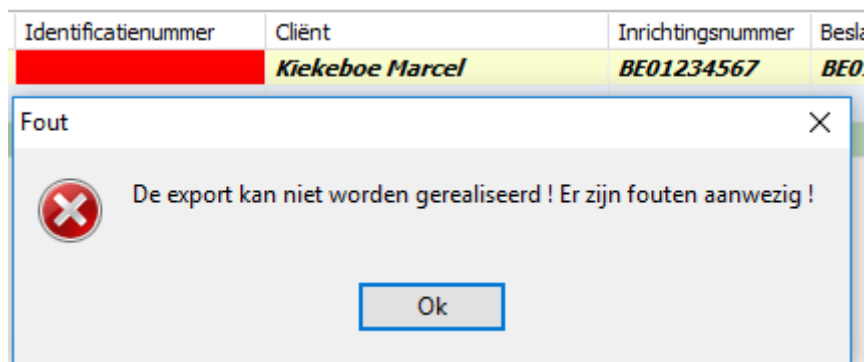 Identificatienummer Cliënt Inrichtingsnummer
Kiekeboe Marcel BE01234567
Fout
De export kan niet worden gerealiseerd ! Er zijn fouten aanwezig !
Ok